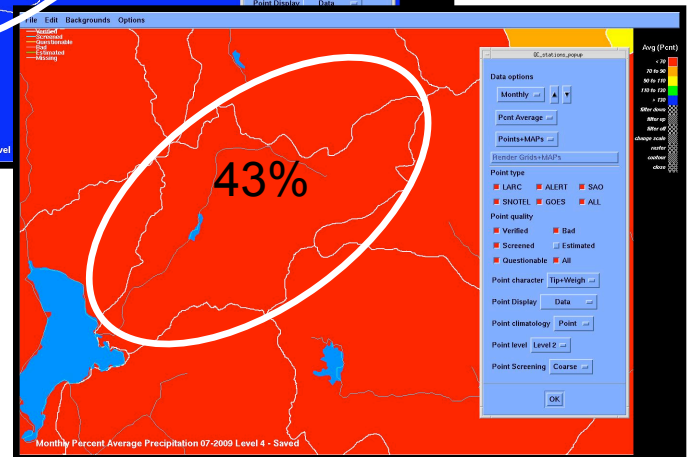 Point Display Data
File Edit Backgrounds Options
Verified
Screened
Questionable
Bad
Estimated
Missing
43%
Monthly Percent Average Precipitation 07-2009 Level 4 - Saved
QC_stations_popup
Data options
Monthly
Pcnt Average
Points+MAPs
Render Grids+MAPs
Point type
LARC ALERT SAO
SNOTEL GOES ALL
Point quality
Verified Bad
Screened Estimated
Questionable All
Point character Tip+Weigh
Point Display Data
Point climatology Point
Point level Level 2
Point Screening Coarse
OK
Avg (Pcnt)
< 70
70 to 90
90 to 110
110 to 130
> 130
filter down
filter up
filter off
change scale
raster
contour
close
vel